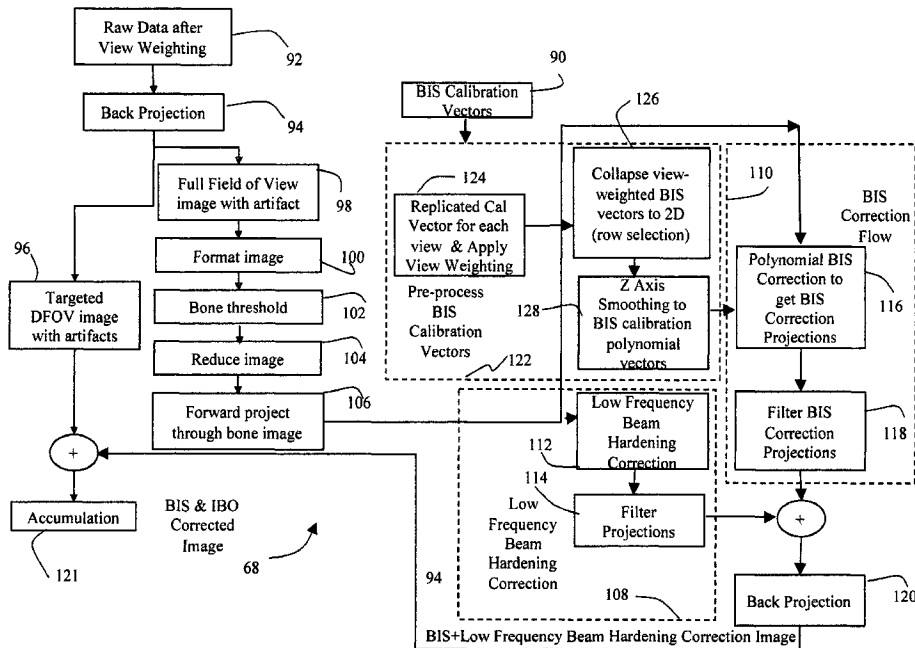 Raw Data after
View Weighting
92
Back Projection
94
Full Field of View
image with artifact
98
96
Format image
100
Targeted
DFOV image
with artifacts
Bone threshold
102
Reduce image
104
106
Forward project
through bone image
+
Accumulation
121
BIS & IBO
Corrected
Image
68
90
BIS Calibration
Vectors
126
124
Replicated Cal
Vector for each
view & Apply
View Weighting
Collapse view-
weighted BIS
vectors to 2D
(row selection)
110
BIS
Correction
Flow
Pre-process
BIS
Calibration
Vectors
128
Z Axis
Smoothing to
BIS calibration
polynomial
vectors
Polynomial BIS
Correction to
get BIS
Correction
Projections
116
122
Low Frequency
Beam
Hardening
Correction
112
Filter BIS
Correction
Projections
118
114
Low
Frequency
Beam
Hardening
Correction
Filter
Projections
+
94
108
Back Projection
120
BIS+Low Frequency Beam Hardening Correction Image